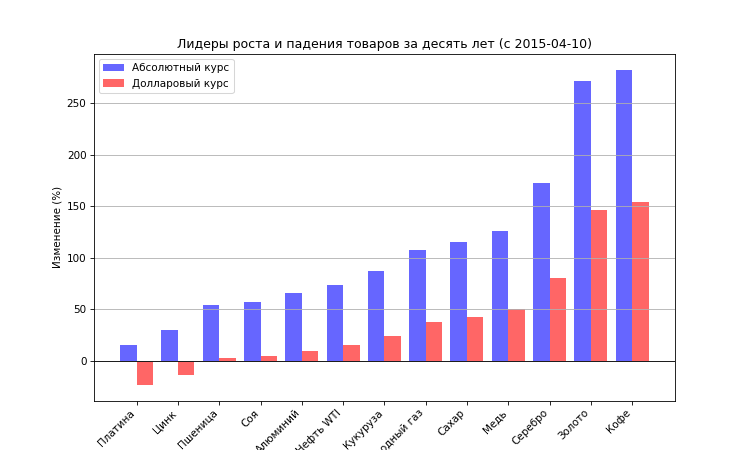 Лидеры роста и падения товаров за десять лет (с 2015-04-10)
Абсолютный курс
Долларовый курс
Изменение (%)
250
200
150
100
50
0
Платина
Цинк
Пшеница
Соя
Алюминий
Нефть WTI
Кукуруза
газ
Сахар
Медь
Серебро
Золото
Кофе